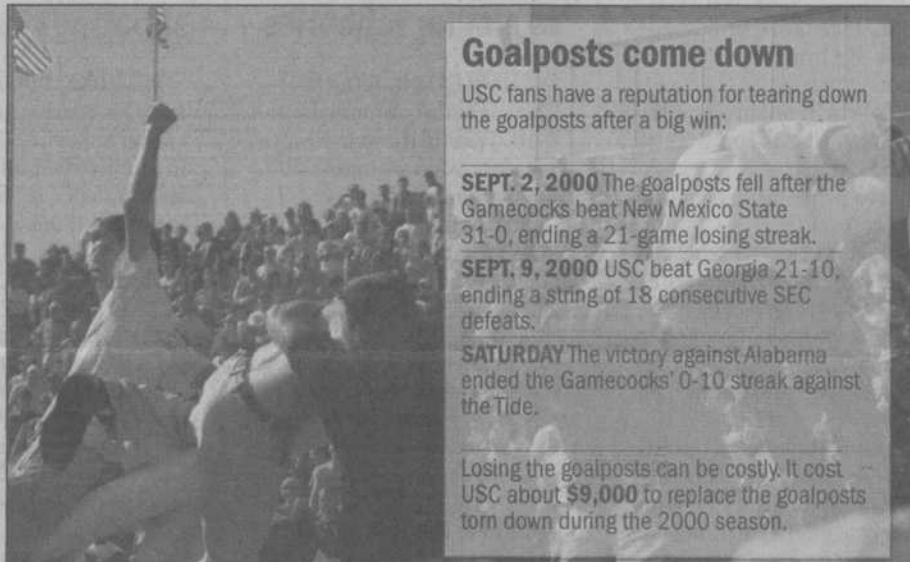 Goalposts come down
USC fans have a reputation for tearing down
the goalposts after a big win:
SEPT. 2, 2000 The goalposts fell after the
Gamecocks beat New Mexico State
31-0, ending a 21-game losing streak.
SEPT. 9, 2000 USC beat Georgia 21-10,
ending a string of 18 consecutive SEC
defeats.
SATURDAY The victory against Alabama
ended the Gamecocks' 0-10 streak against
the Tide.
Losing the goalposts can be costly. It cost
USC about $9,000 to replace the goalposts
torn down during the 2000 season.